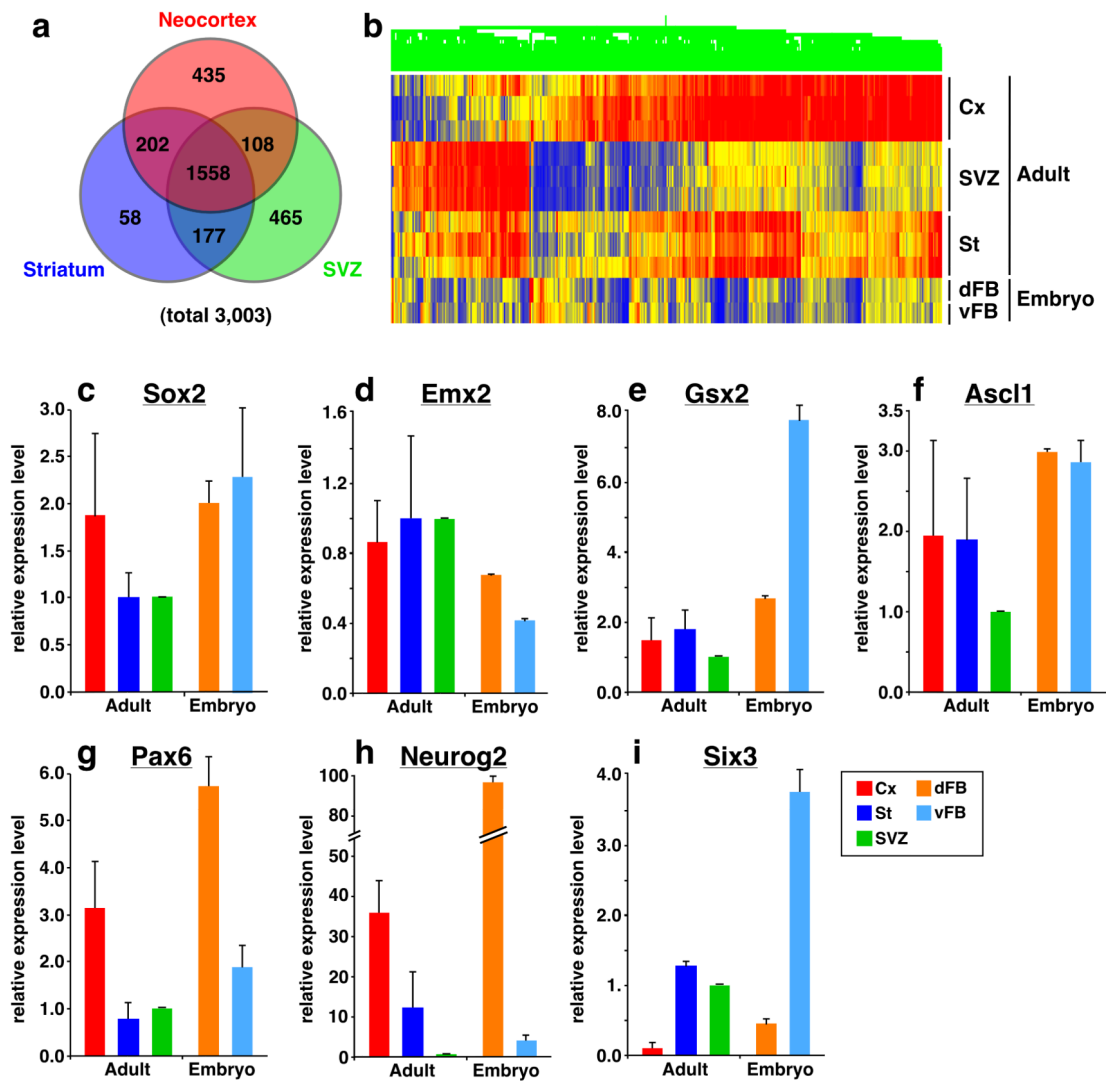 a
Neocortex
435
202
108
1558
58
177
465
Striatum
SVZ
(total 3,003)
b
Cx
SVZ
St
Adult
dFB
vFB
Embryo
c
Sox2
relative expression level
3.0
2.5
2.0
1.5
1.0
0.5
0.0
Adult
Embryo
d
Emx2
relative expression level
1.6
1.2
0.8
0.4
0.0
Adult
Embryo
e
Gsx2
relative expression level
8.0
6.0
4.
2.0
0.0
Adult
Embryo
f
Ascl1
relative expression level
3.5
3.0
2.0
1.0
0.0
Adult
Embryo
g
Pax6
relative expression level
6.0
5.0
4.0
3.0
2.0
1.0
0.0
Adult
Embryo
h
Neurog2
relative expression level
100
80
50
40
30
20
10
0
Adult
Embryo
i
Six3
relative expression level
4.0
3.0
2.0
1.
0.0
Adult
Embryo
Cx
dFB
St
vFB
SVZ